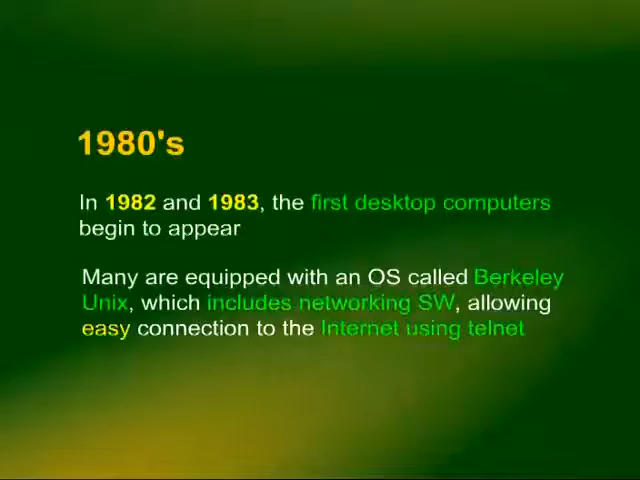 1980's
In 1982 and 1983, the first desktop computers
begin to appear
Many are equipped with an OS called Berkeley
Unix, which includes networking SW, allowing
easy connection to the Internet using telnet